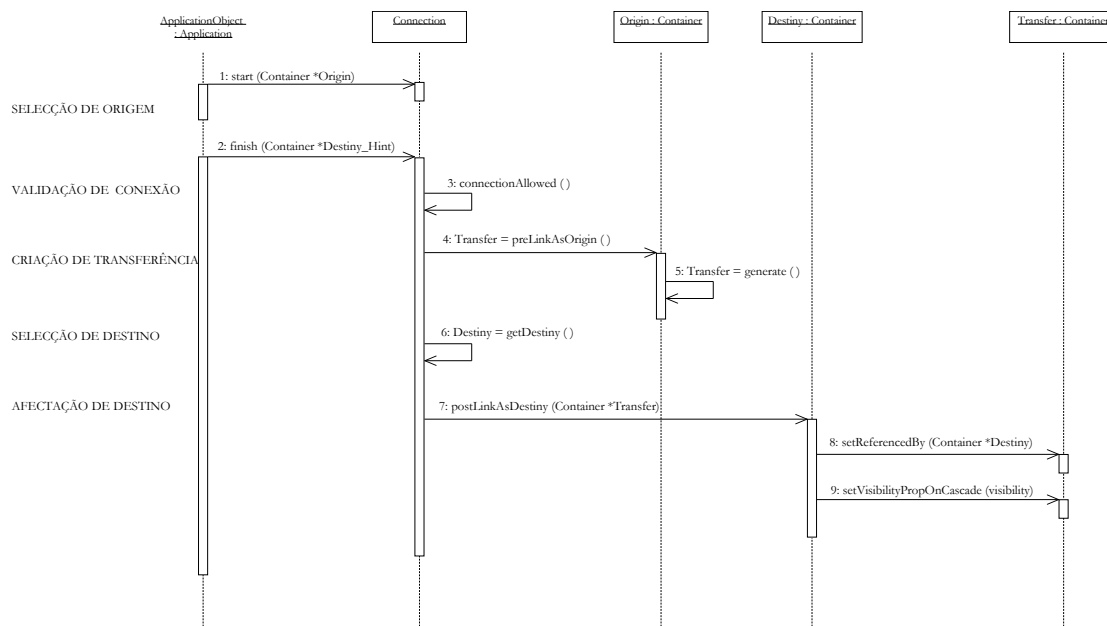 ApplicationObject
: Application
Connection
Origin : Container
Destiny : Container
Transfer : Container
1: start (Container *Origin)
SELECÇÃO DE ORIGEM
2: finish (Container *Destiny_Hint)
VALIDAÇÃO DE CONEXÃO
3: connectionAllowed ( )
4: Transfer = preLinkAsOrigin ( )
CRIAÇÃO DE TRANSFERÊNCIA
5: Transfer = generate ( )
SELECÇÃO DE DESTINO
6: Destiny = getDestiny ( )
AFECTAÇÃO DE DESTINO
7: postLinkAsDestiny (Container *Transfer)
8: setReferencedBy (Container *Destiny)
9: setVisibilityPropOnCascade (visibility)